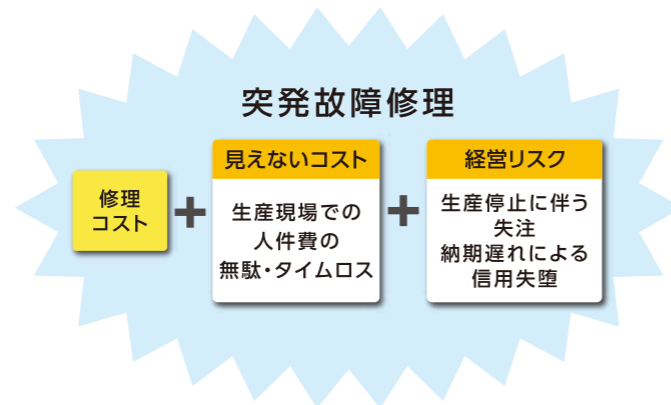 突発故障修理
修理
コスト
+
見えないコスト
生産現場での
人件費の
無駄・タイムロス
+
経営リスク
生産停止に伴う
失注
納期遅れによる
信用失堕